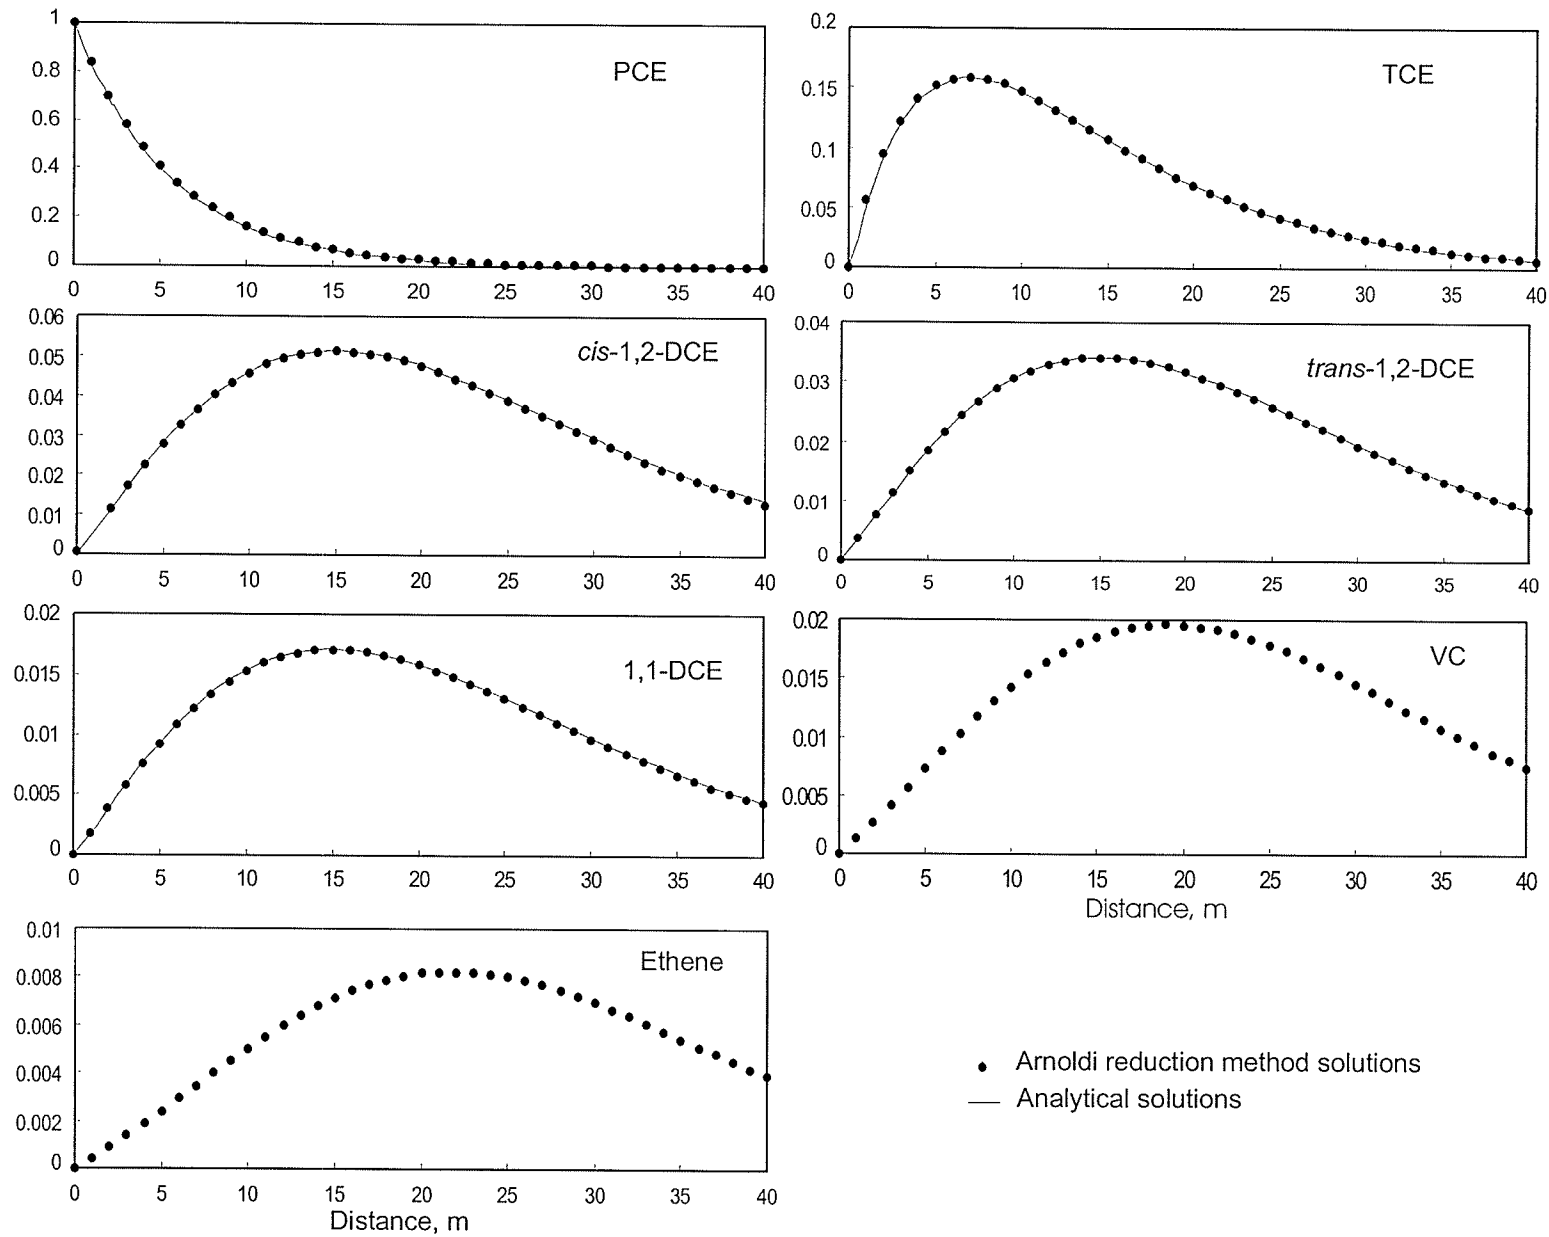 1
0.8
0.6
0.4
0.2
0
PCE
0 5 10 15 20 25 30 35 40
0.2
0.15
0.1
0.05
0
TCE
0 5 10 15 20 25 30 35 40
0.06
0.05
0.04
0.03
0.02
0.01
0
cis-1,2-DCE
0 5 10 15 20 25 30 35 40
0.04
0.03
0.02
0.01
0
trans-1,2-DCE
0 5 10 15 20 25 30 35 40
0.02
0.015
0.01
0.005
0
1,1-DCE
0 5 10 15 20 25 30 35 40
0.02
0.015
0.01
0.005
0
VC
0 5 10 15 20 25 30 35 40
Distance, m
0.01
0.008
0.006
0.004
0.002
0
Ethene
0 5 10 15 20 25 30 35 40
Distance, m
Arnoldi reduction method solutions
Analytical solutions